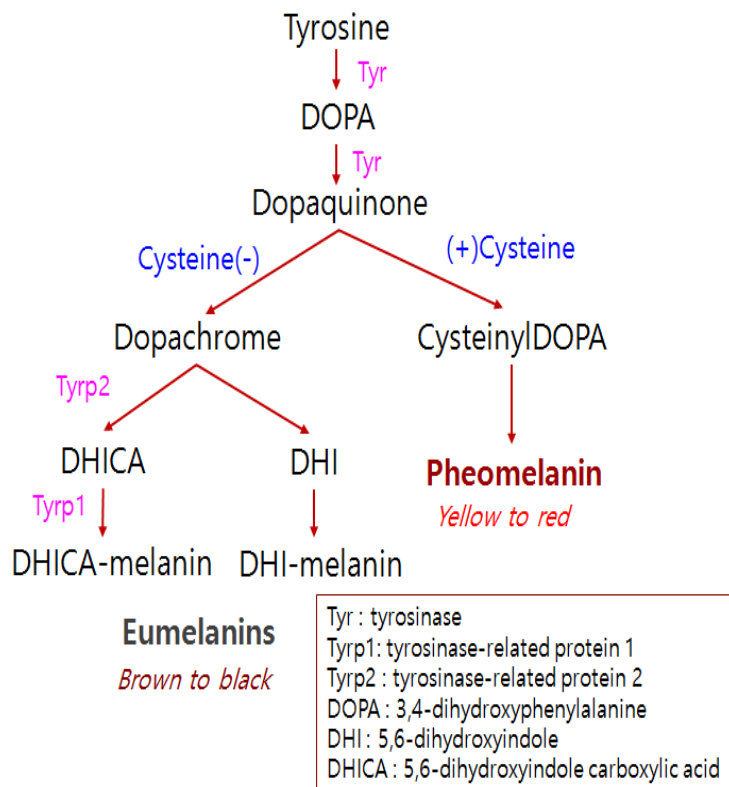 Tyrosine
Tyr
DOPA
Tyr
Dopaquinone
Cysteine(-)
(+)Cysteine
Dopachrome
CysteinylDOPA
Tyrp2
DHICA
DHI
Pheomelanin
Tyrp1
Yellow to red
DHICA-melanin
DHI-melanin
Eumelanins
Brown to black
Tyr : tyrosinase
Tyrp1: tyrosinase-related protein 1
Tyrp2 : tyrosinase-related protein 2
DOPA : 3,4-dihydroxyphenylalanine
DHI : 5,6-dihydroxyindole
DHICA : 5,6-dihydroxyindole carboxylic acid